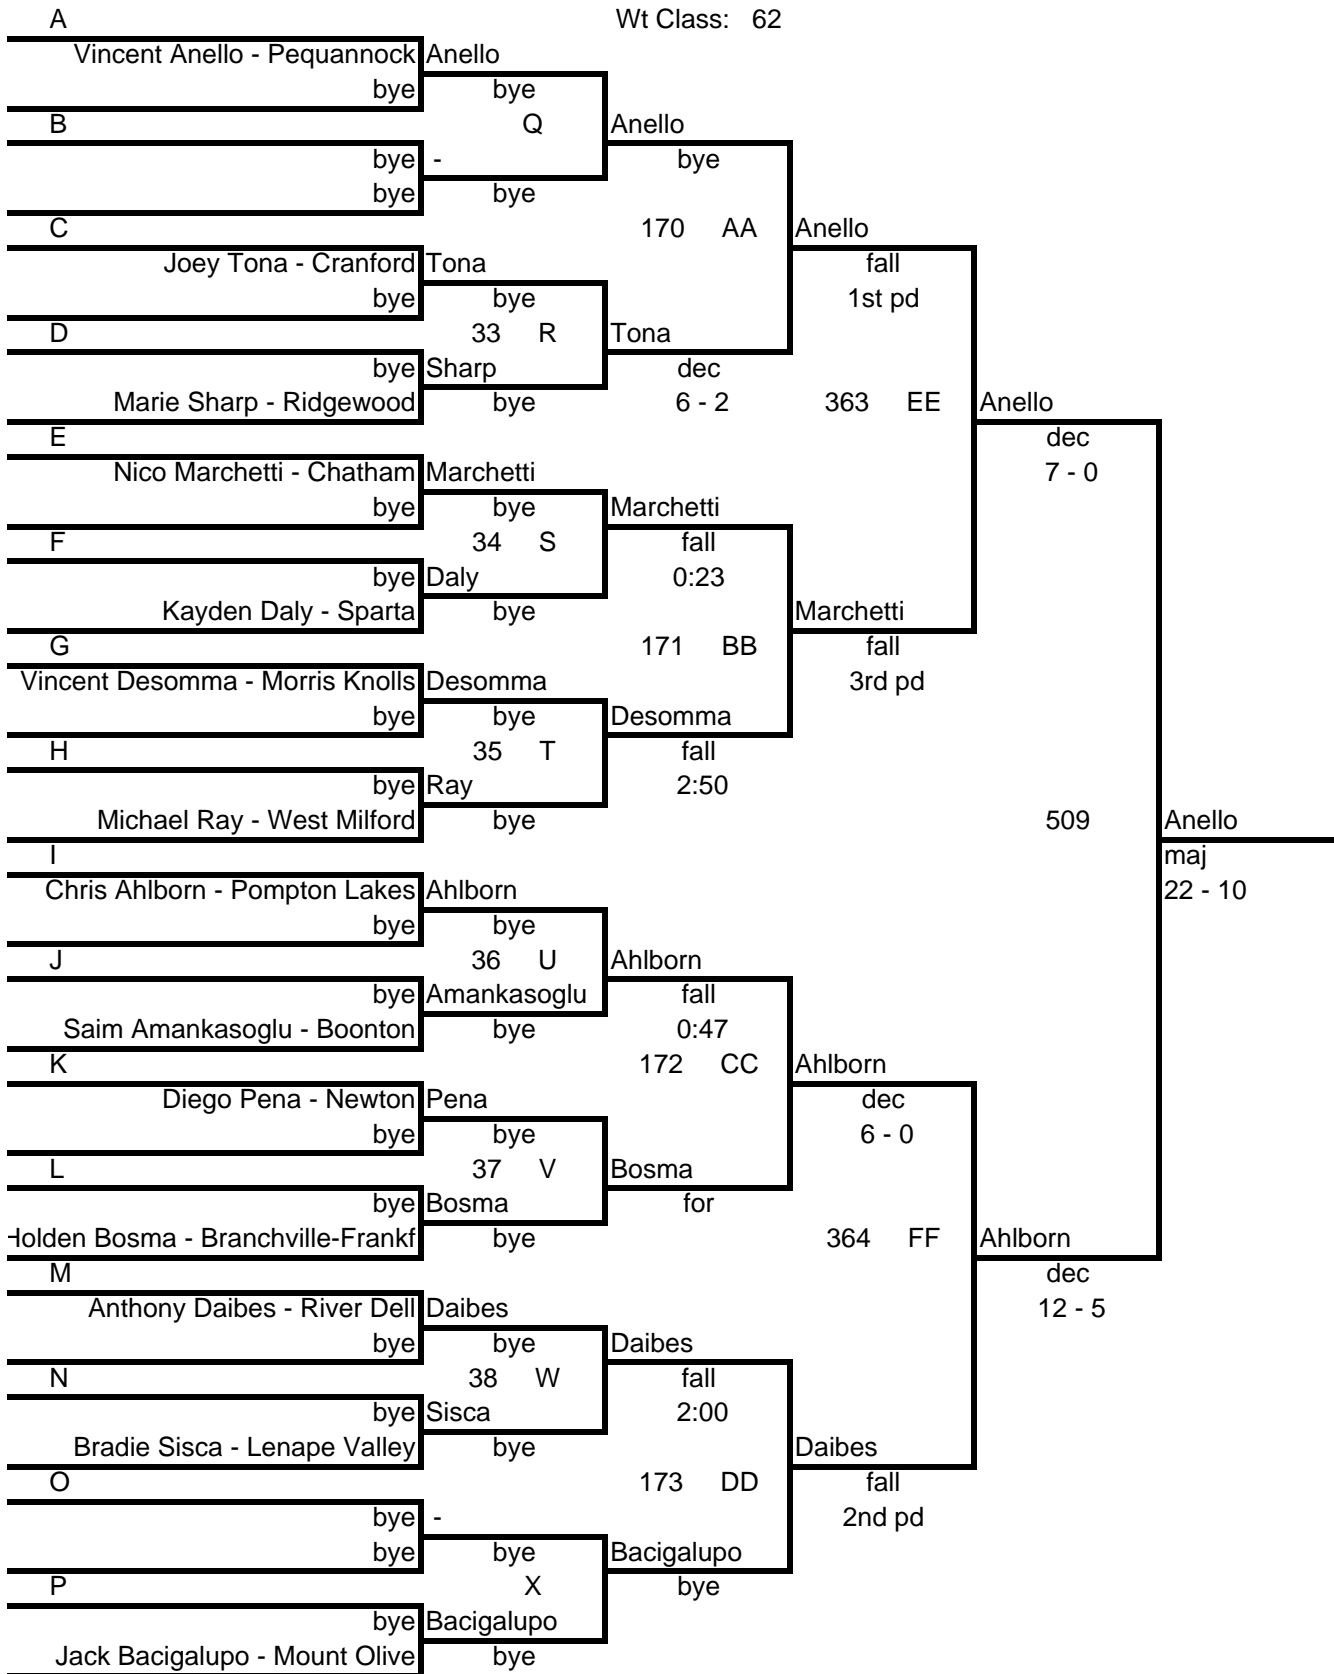 A Wt Class: 62
Vincent Anello - Pequannock Anello
bye bye
B Q Anello
bye - bye
bye bye
C 170 AA Anello
Joey Tona - Cranford Tona fall
bye bye 1st pd
D 33 R Tona
bye Sharp dec
Marie Sharp - Ridgewood bye 6 - 2 363 EE Anello
E dec
Nico Marchetti - Chatham Marchetti 7 - 0
bye bye Marchetti
F 34 S fall
bye Daly 0:23
Kayden Daly - Sparta bye Marchetti
G 171 BB fall
Vincent Desomma - Morris Knolls Desomma 3rd pd
bye bye Desomma
H 35 T fall
bye Ray 2:50
Michael Ray - West Milford bye 509 Anello
I maj
Chris Ahlborn - Pompton Lakes Ahlborn 22 - 10
bye bye
J 36 U Ahlborn
bye Amankasoglu fall
Saim Amankasoglu - Boonton bye 0:47
K 172 CC Ahlborn
Diego Pena - Newton Pena dec
bye bye 6 - 0
L 37 V Bosma
bye Bosma for
Holden Bosma - Branchville-Frankf bye 364 FF Ahlborn
M dec
Anthony Daibes - River Dell Daibes 12 - 5
bye bye Daibes
N 38 W fall
bye Sisca 2:00
Bradie Sisca - Lenape Valley bye Daibes
O 173 DD fall
bye - 2nd pd
bye bye Bacigalupo
P X bye
bye Bacigalupo
Jack Bacigalupo - Mount Olive bye